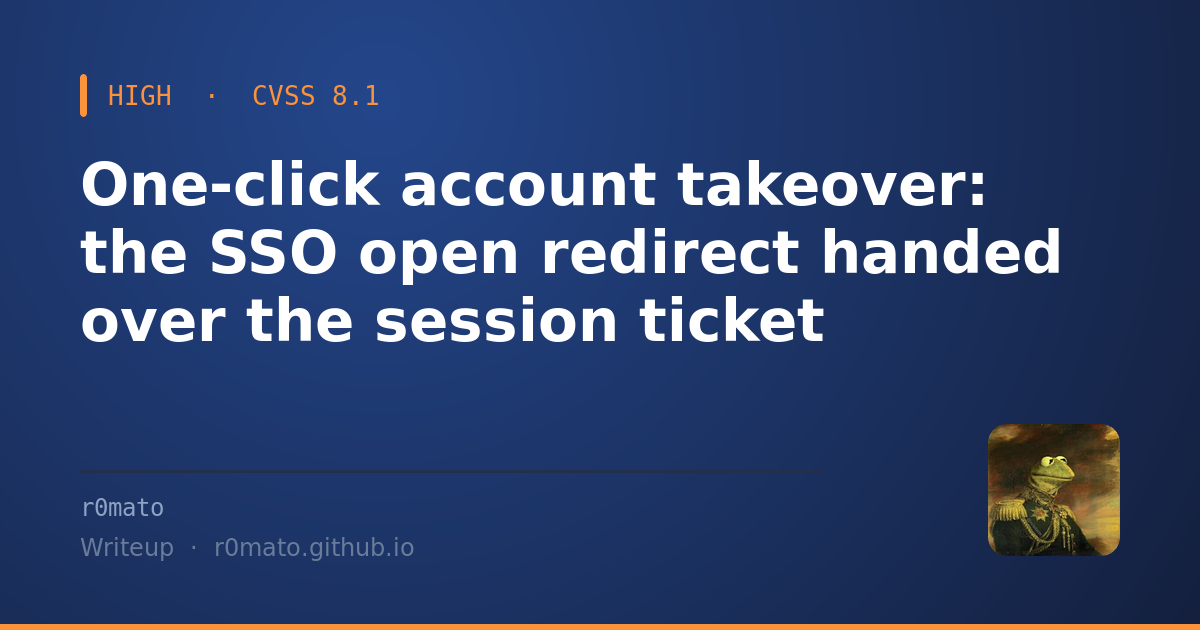 HIGH · CVSS 8.1
One-click account takeover:
the SSO open redirect handed
over the session ticket
r0mato
Writeup · r0mato.github.io